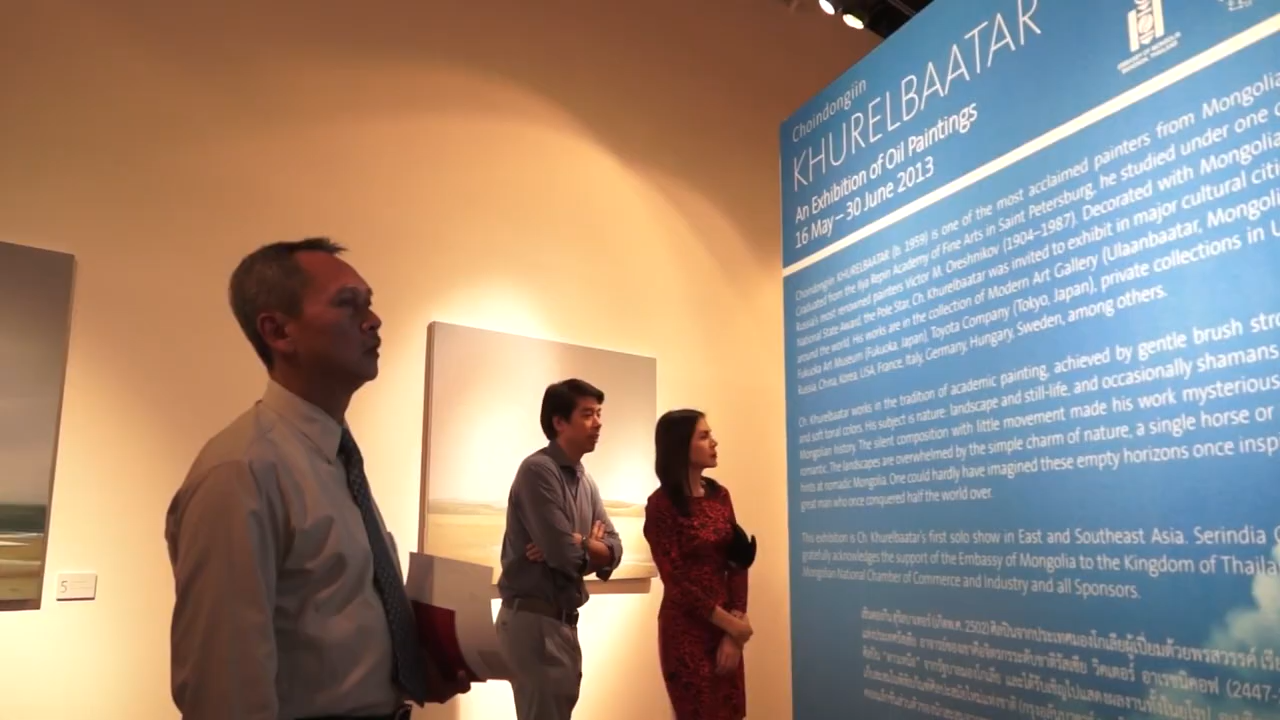 Choindongjin
KHURELBAATAR
An Exhibition of Oil Paintings
16 May – 30 June 2013
Choindongjin KHURELBAATAR (b. 1959) is one of the most acclaimed painters from Mongolia
Graduated from the Ilya Repin Academy of Fine Arts in Saint Petersburg, he studied under one o
Russia's most renowned painters Victor M. Oreshnikov (1904–1987). Decorated with Mongolia
National State Award, the Pole Star, Ch. Khurelbaatar was invited to exhibit in major cultural citi
around the world. His works are in the collection of Modern Art Gallery (Ulaanbaatar, Mongoli
Fukuoka Art Museum (Fukuoka, Japan), Toyota Company (Tokyo, Japan), private collections in U
Russia, China, Korea, USA, France, Italy, Germany, Hungary, Sweden, among others.
Ch. Khurelbaatar works in the tradition of academic painting, achieved by gentle brush stro
and soft tonal colors. His subject is nature: landscape and still-life, and occasionally shamans
Mongolian history. The silent composition with little movement made his work mysterious
romantic. The landscapes are overwhelmed by the simple charm of nature, a single horse or
hints at nomadic Mongolia. One could hardly have imagined these empty horizons once insp
great man who once conquered half the world over.
This exhibition is Ch. Khurelbaatar's first solo show in East and Southeast Asia. Serindia G
gratefully acknowledges the support of the Embassy of Mongolia to the Kingdom of Thaila
Mongolian National Chamber of Commerce and Industry and all Sponsors.
5